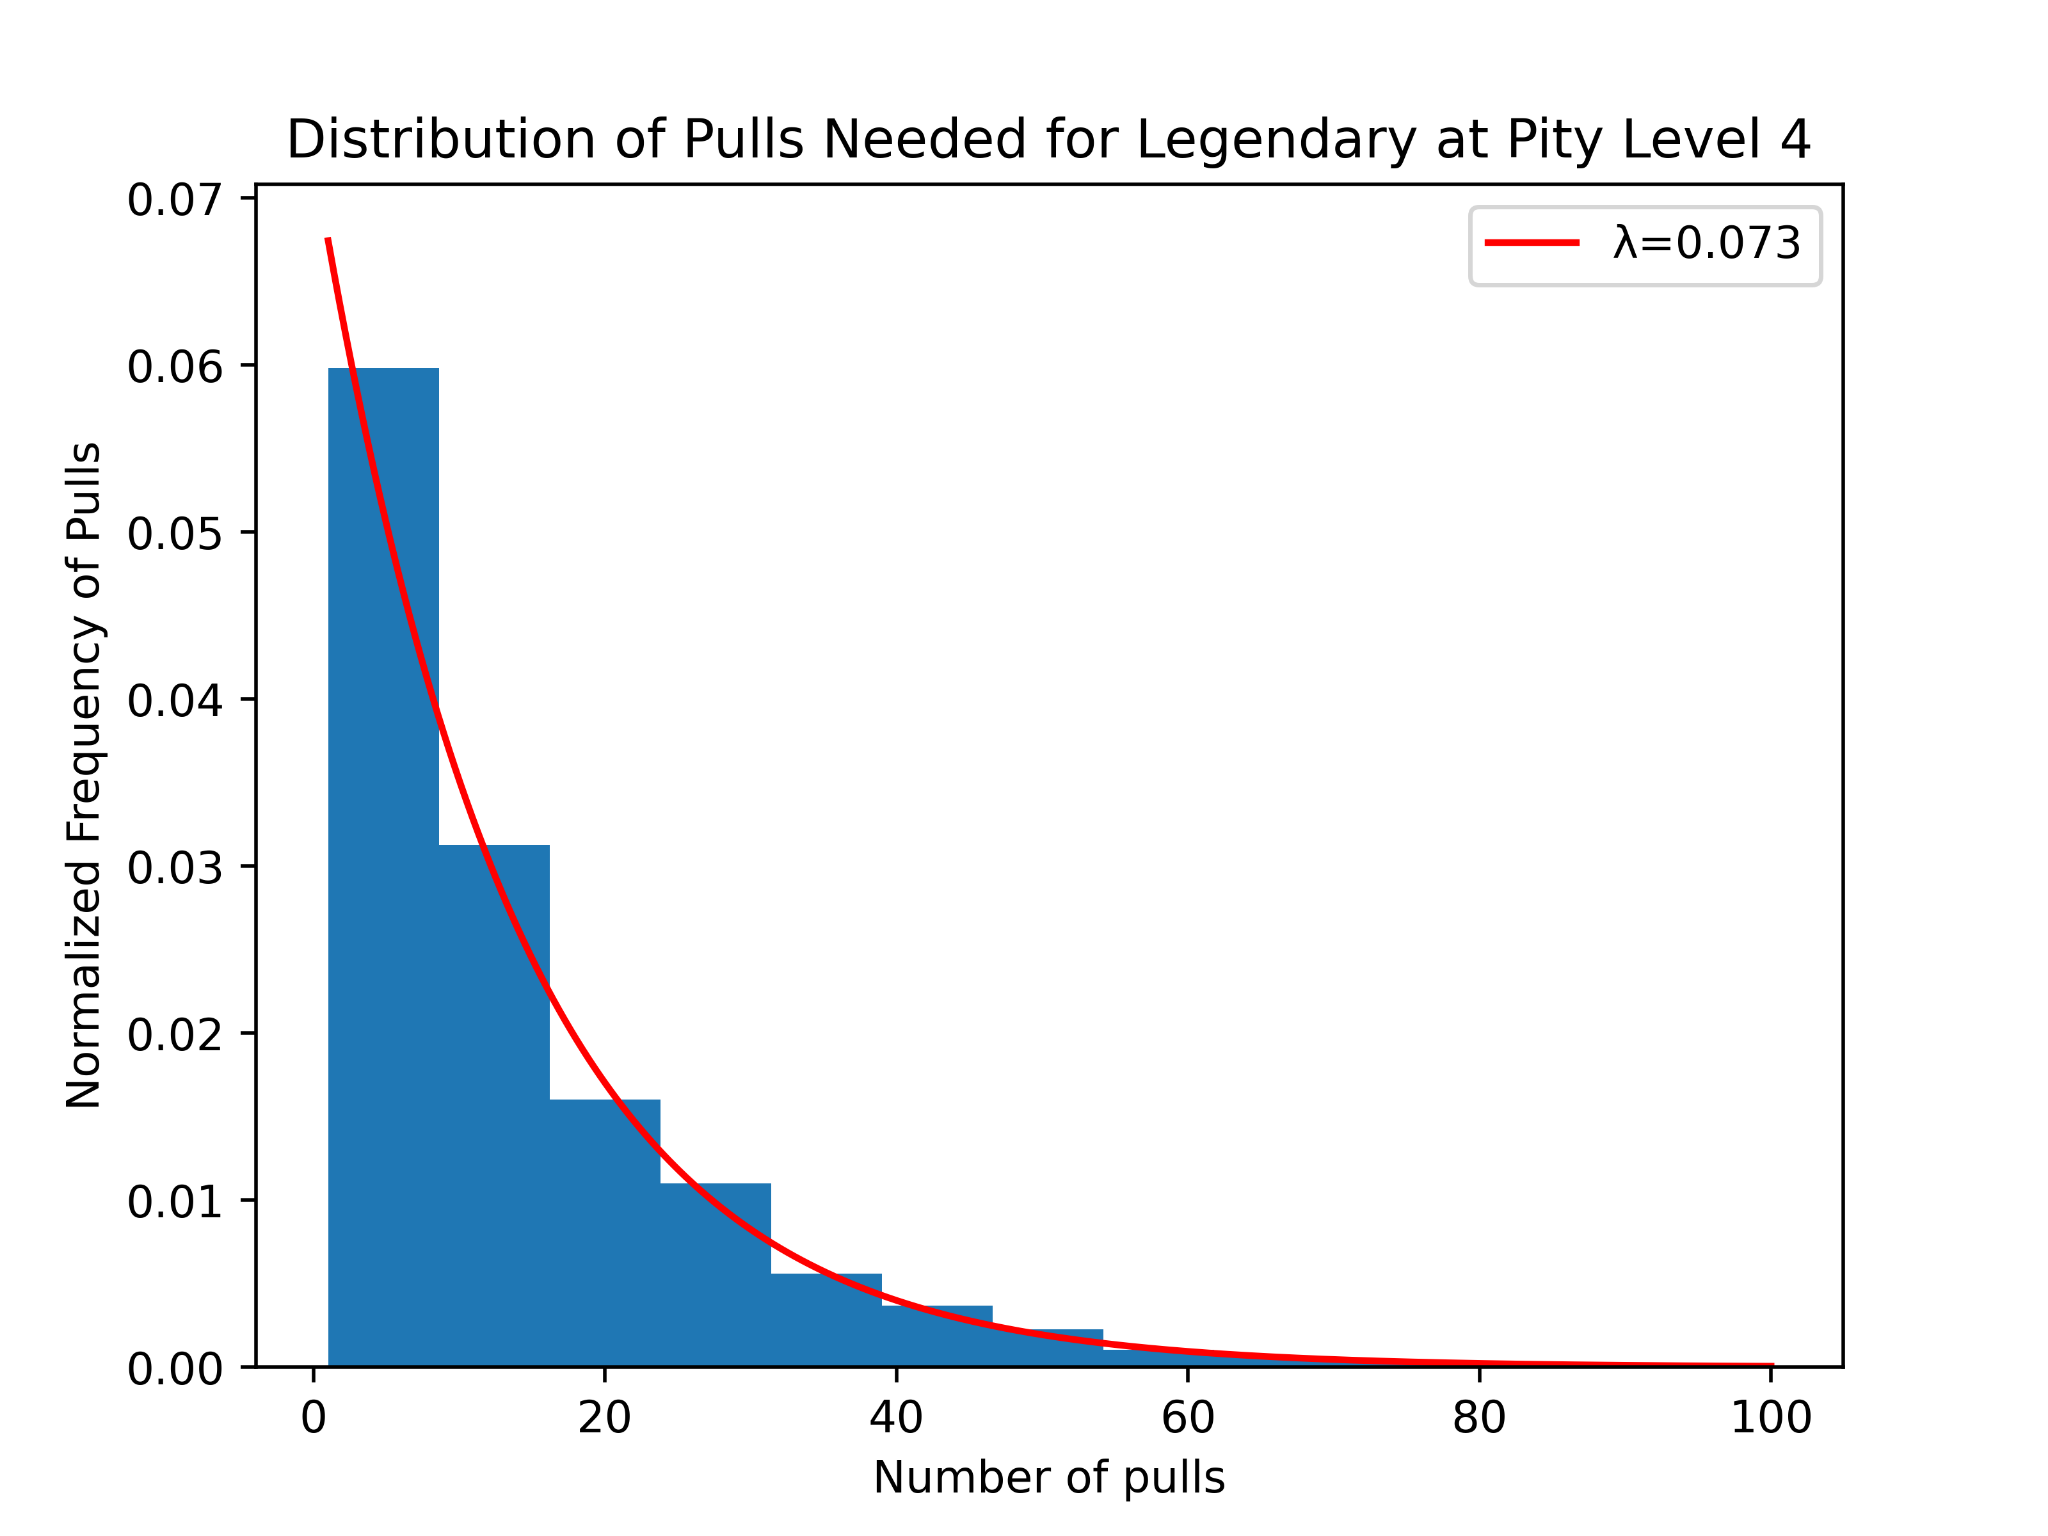 Distribution of Pulls Needed for Legendary at Pity Level 4
λ=0.073
Normalized Frequency of Pulls
0.07
0.06
0.05
0.04
0.03
0.02
0.01
0.00
0 20 40 60 80 100
Number of pulls